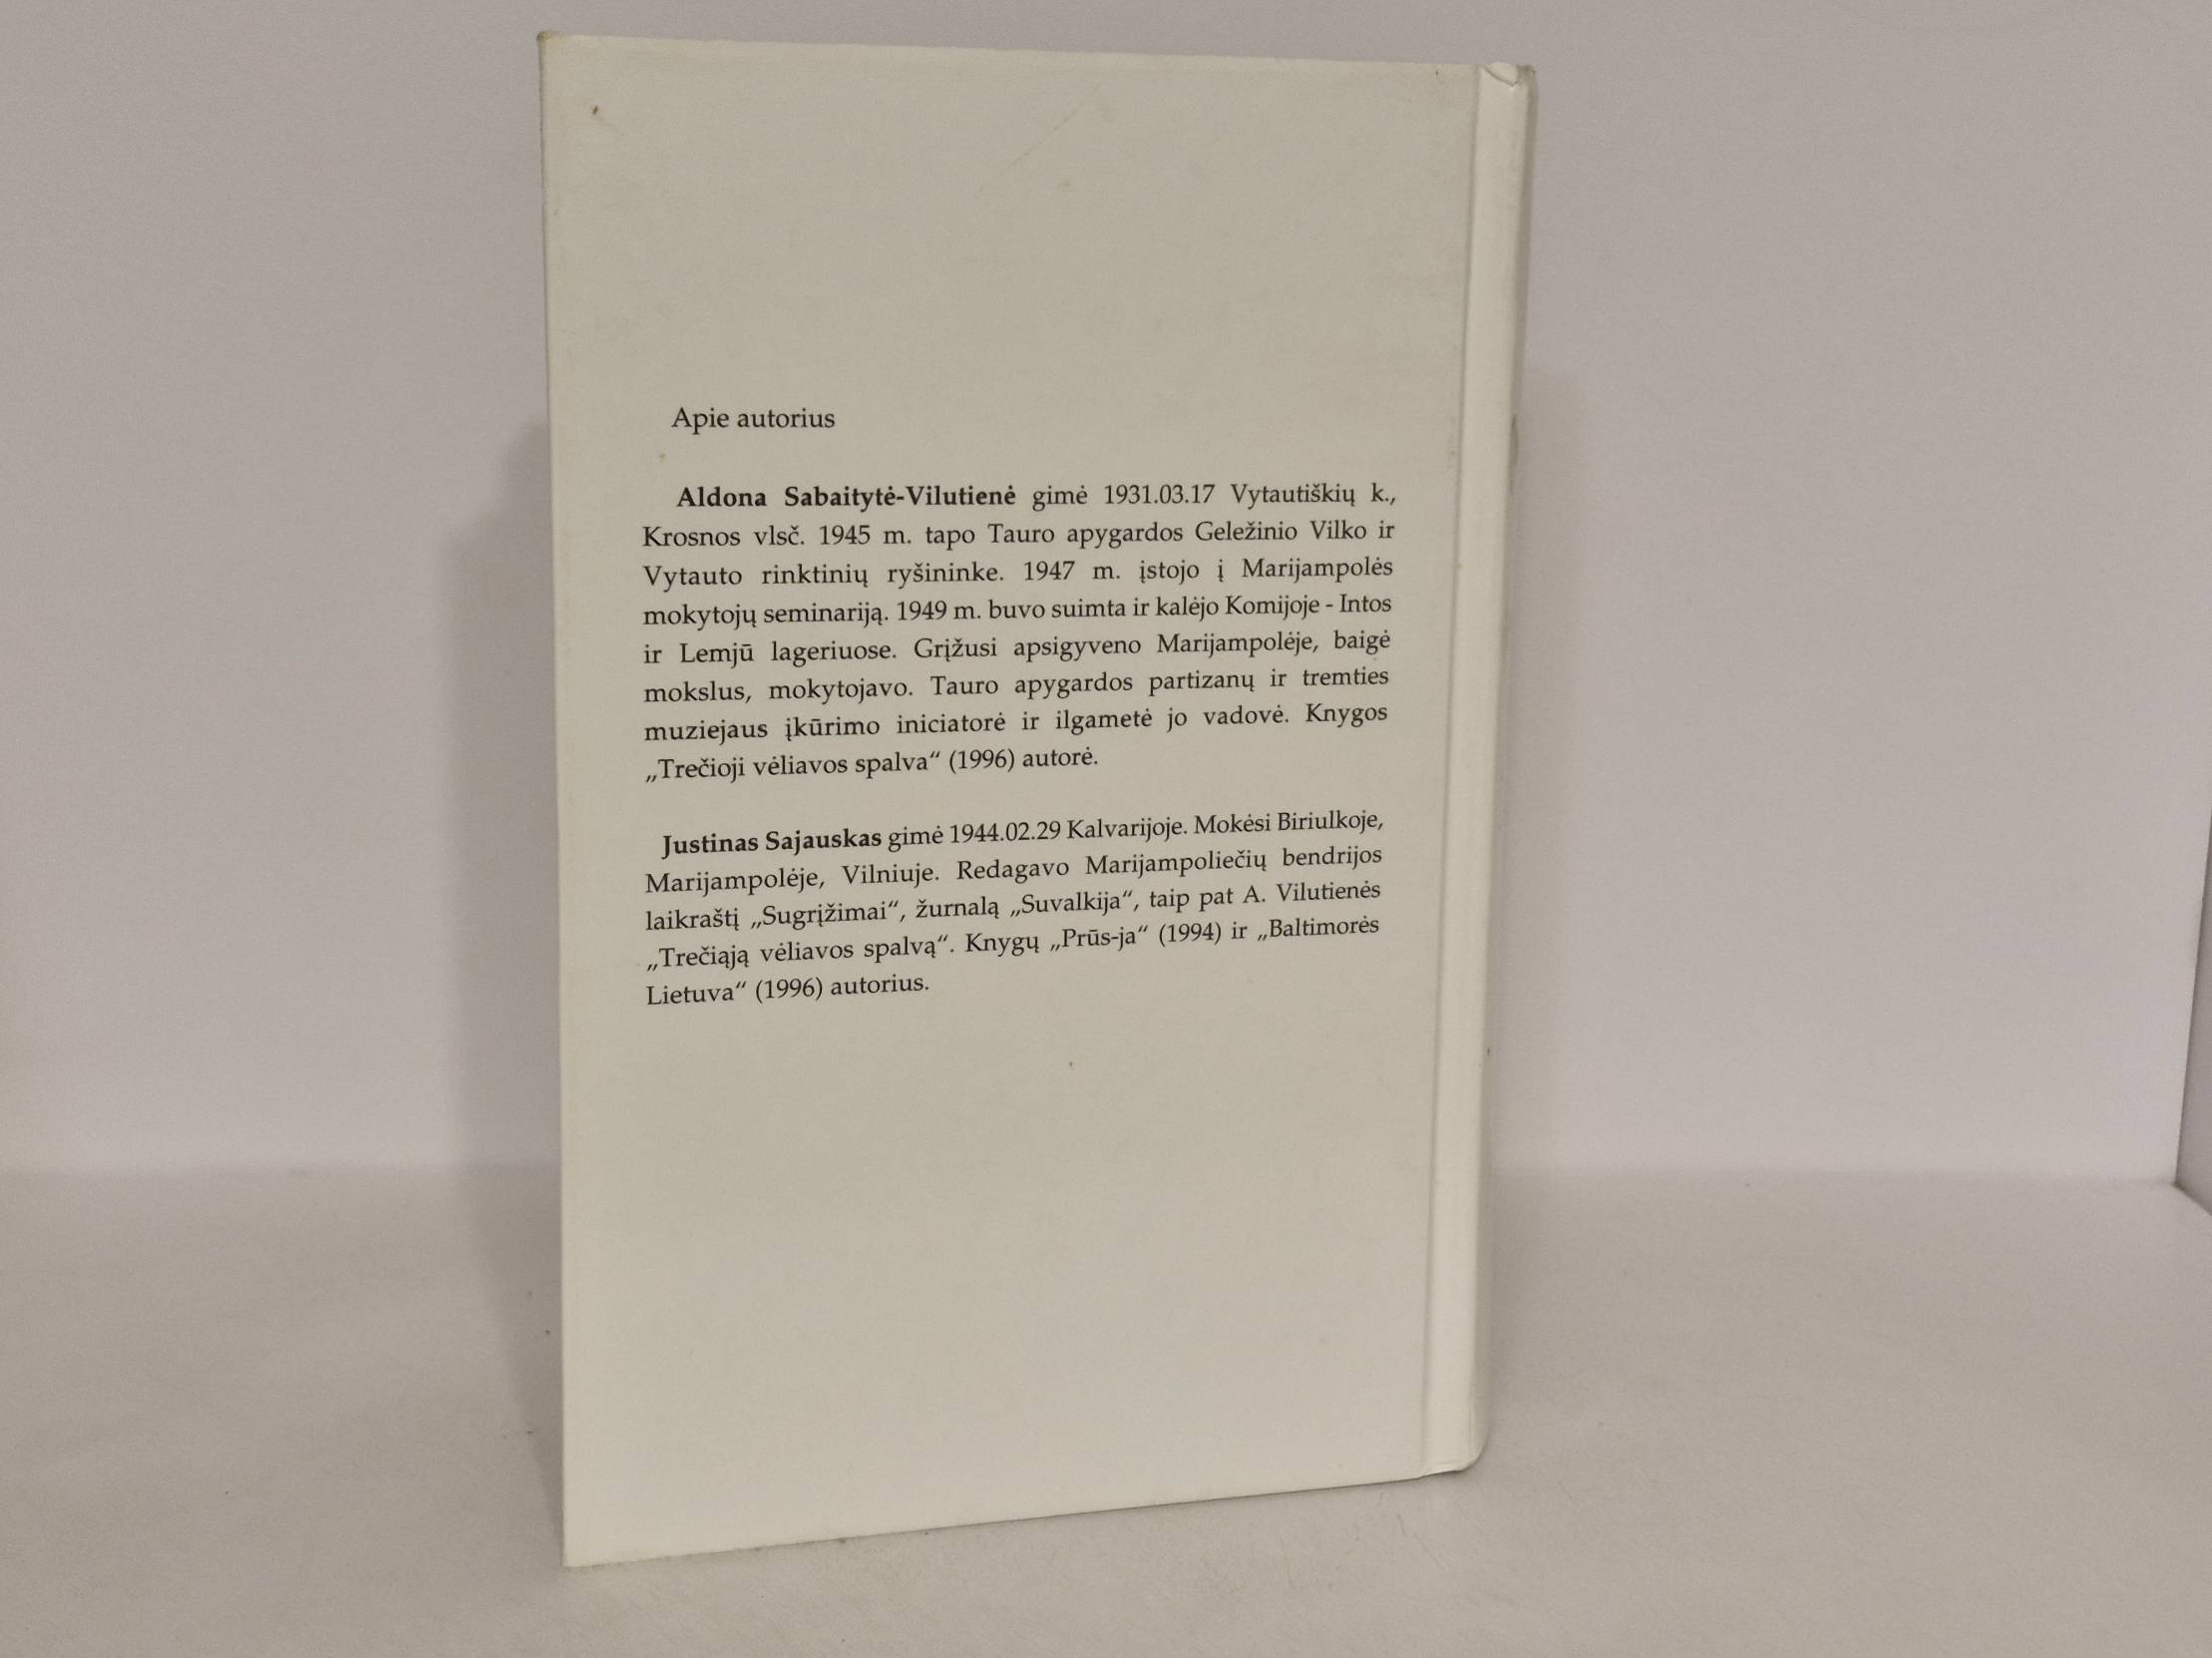 Apie autorius
Aldona Sabaitytė-Vilutienė gimė 1931.03.17 Vytautiškių k.,
Krosnos vlsč. 1945 m. tapo Tauro apygardos Geležinio Vilko ir
Vytauto rinktinių ryšininke. 1947 m. įstojo į Marijampolės
mokytojų seminariją. 1949 m. buvo suimta ir kalėjo Komijoje - Intos
ir Lemjū lageriuose. Grįžusi apsigyveno Marijampolėje, baigė
mokslus, mokytojavo. Tauro apygardos partizanų ir tremties
muziejaus įkūrimo iniciatorė ir ilgametė jo vadovė. Knygos
„Trečioji vėliavos spalva“ (1996) autorė.
Justinas Sajauskas gimė 1944.02.29 Kalvarijoje. Mokėsi Biriulkoje,
Marijampolėje, Vilniuje. Redagavo Marijampoliečių bendrijos
laikraštį „Sugrįžimai“, žurnalą „Suvalkija“, taip pat A. Vilutienės
„Trečiąją vėliavos spalvą“. Knygų „Prūs-ja“ (1994) ir „Baltimorės
Lietuva“ (1996) autorius.